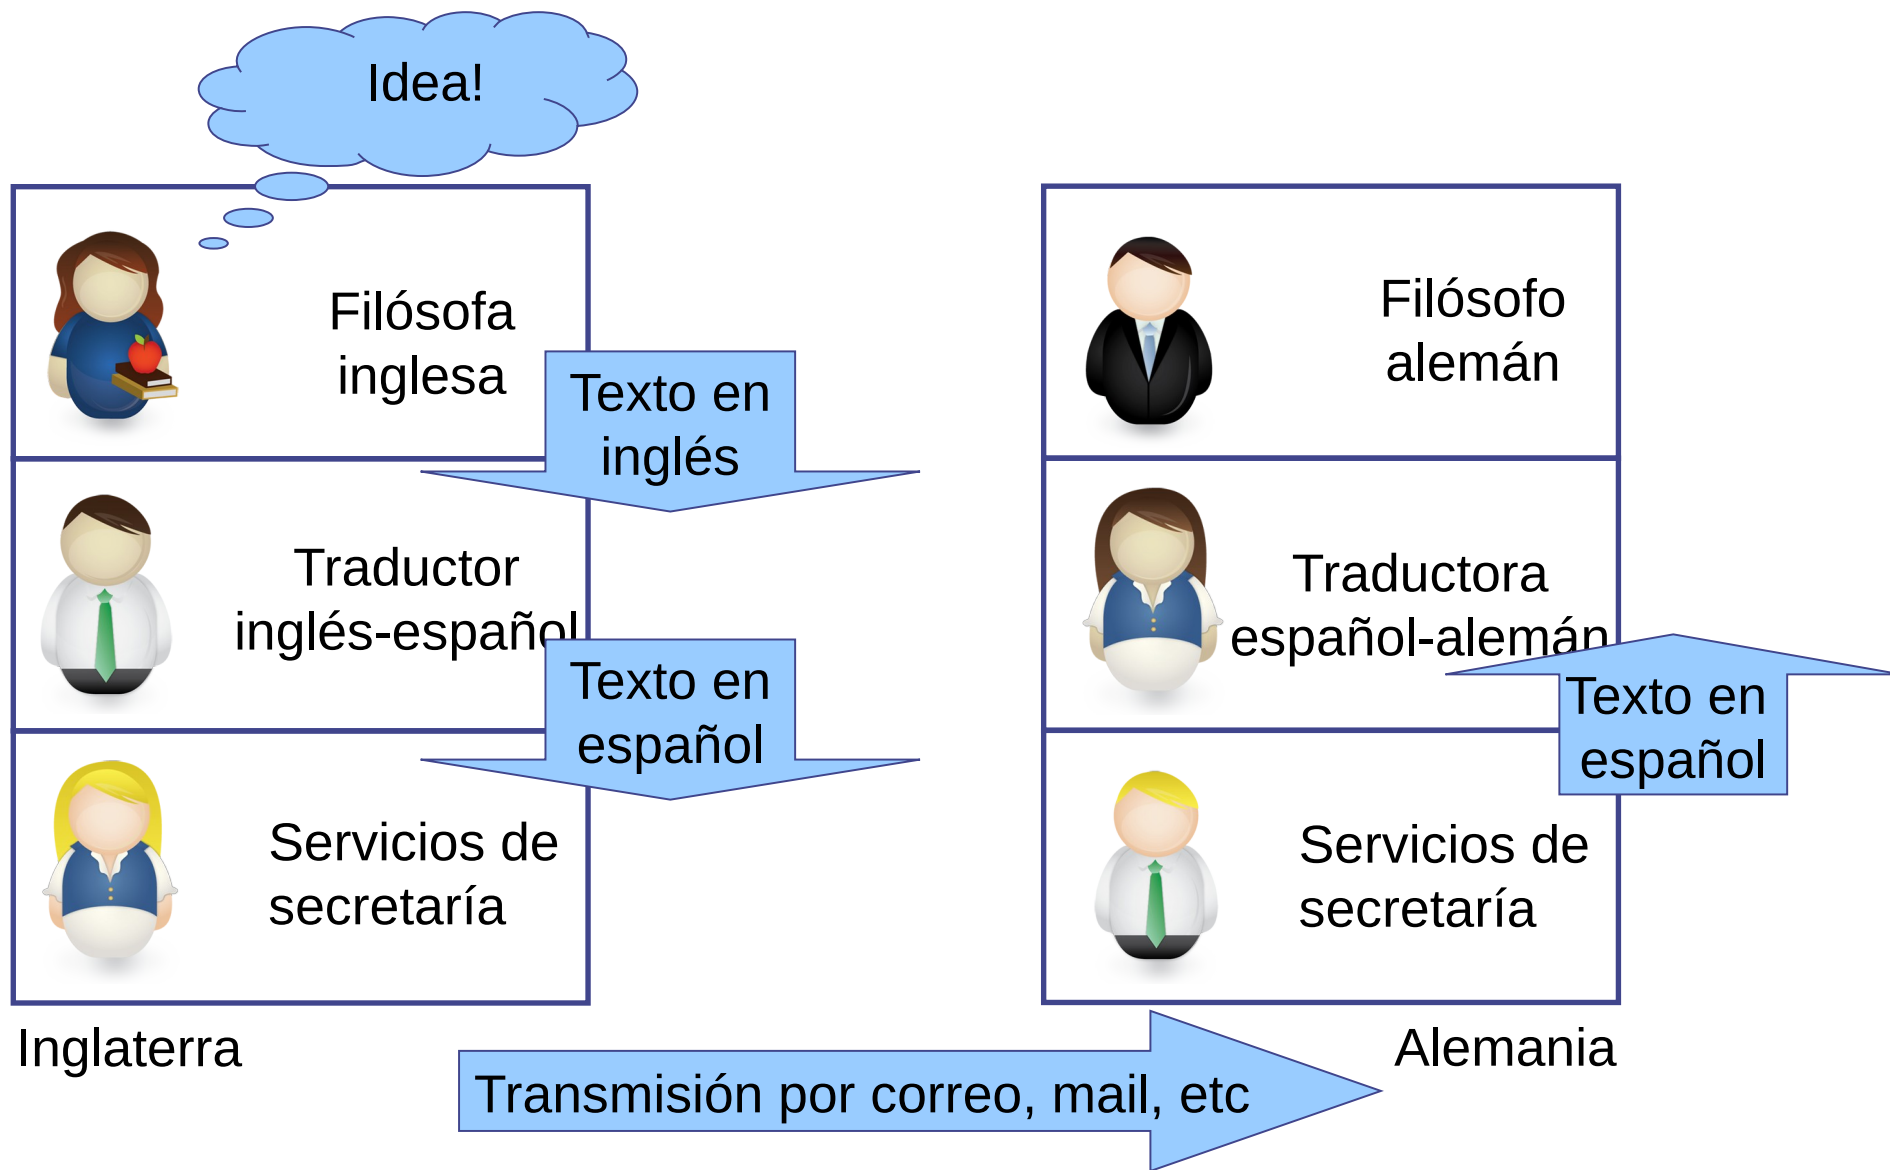 Idea!
Filósofa
inglesa
Texto en
inglés
Traductor
inglés-español
Texto en
español
Servicios de
secretaría
Inglaterra
Transmisión por correo, mail, etc
Filósofo
alemán
Traductora
español-alemán
Texto en
español
Servicios de
secretaría
Alemania